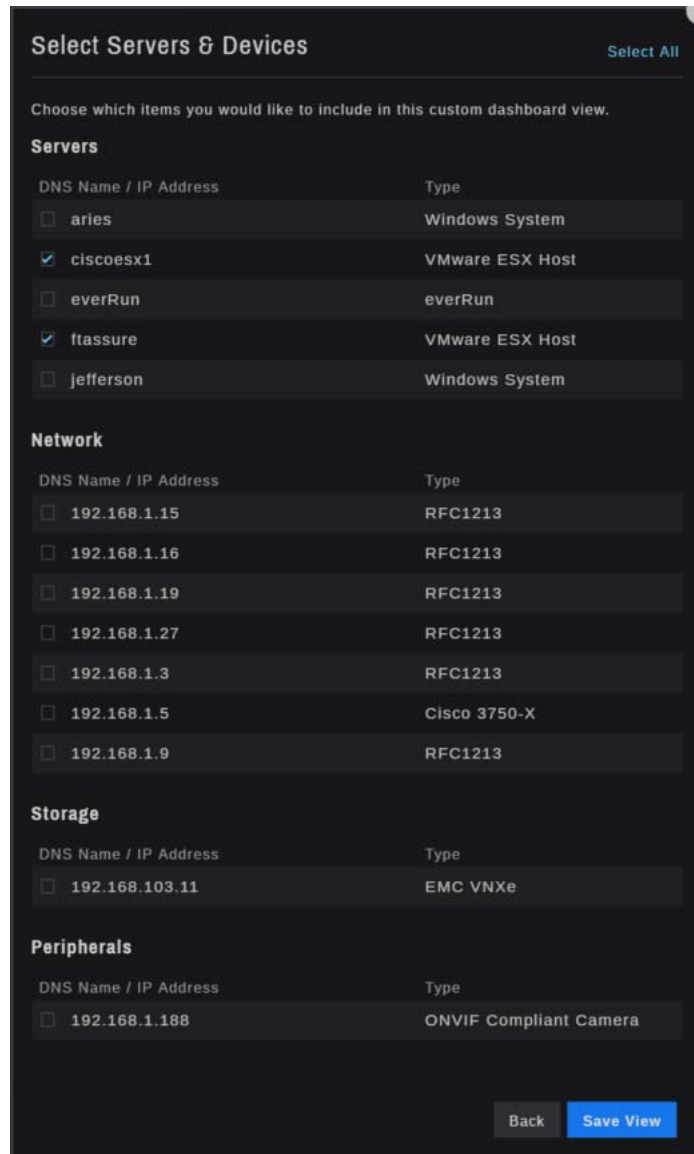 Select Servers & Devices
Select All
Choose which items you would like to include in this custom dashboard view.
Servers
DNS Name / IP Address Type
aries Windows System
ciscoesx1 VMware ESX Host
everRun everRun
ftassure VMware ESX Host
jefferson Windows System
Network
DNS Name / IP Address Type
192.168.1.15 RFC1213
192.168.1.16 RFC1213
192.168.1.19 RFC1213
192.168.1.27 RFC1213
192.168.1.3 RFC1213
192.168.1.5 Cisco 3750-X
192.168.1.9 RFC1213
Storage
DNS Name / IP Address Type
192.168.103.11 EMC VNXe
Peripherals
DNS Name / IP Address Type
192.168.1.188 ONVIF Compliant Camera
Back Save View